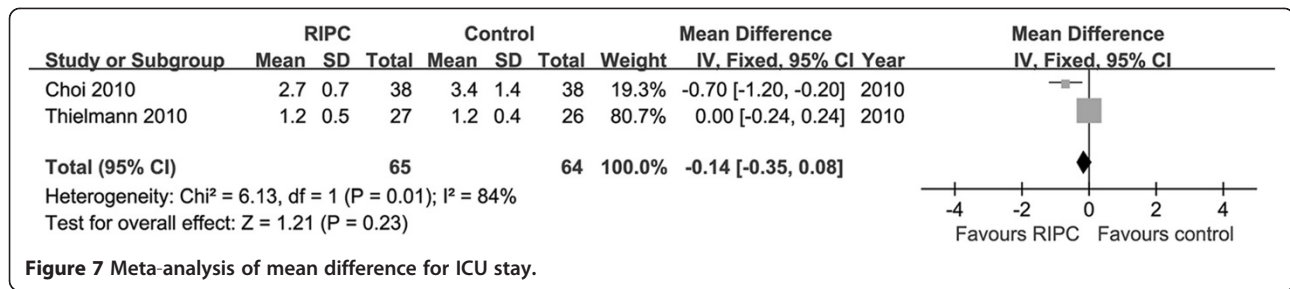 RIPC Control Mean Difference Mean Difference
Study or Subgroup Mean SD Total Mean SD Total Weight IV, Fixed, 95% CI Year IV, Fixed, 95% CI
Choi 2010 2.7 0.7 38 3.4 1.4 38 19.3% -0.70 [-1.20, -0.20] 2010
Thielmann 2010 1.2 0.5 27 1.2 0.4 26 80.7% 0.00 [-0.24, 0.24] 2010
Total (95% CI) 65 64 100.0% -0.14 [-0.35, 0.08]
Heterogeneity: Chi² = 6.13, df = 1 (P = 0.01); I² = 84%
Test for overall effect: Z = 1.21 (P = 0.23)
-4 -2 0 2 4
Favours RIPC Favours control
Figure 7 Meta-analysis of mean difference for ICU stay.